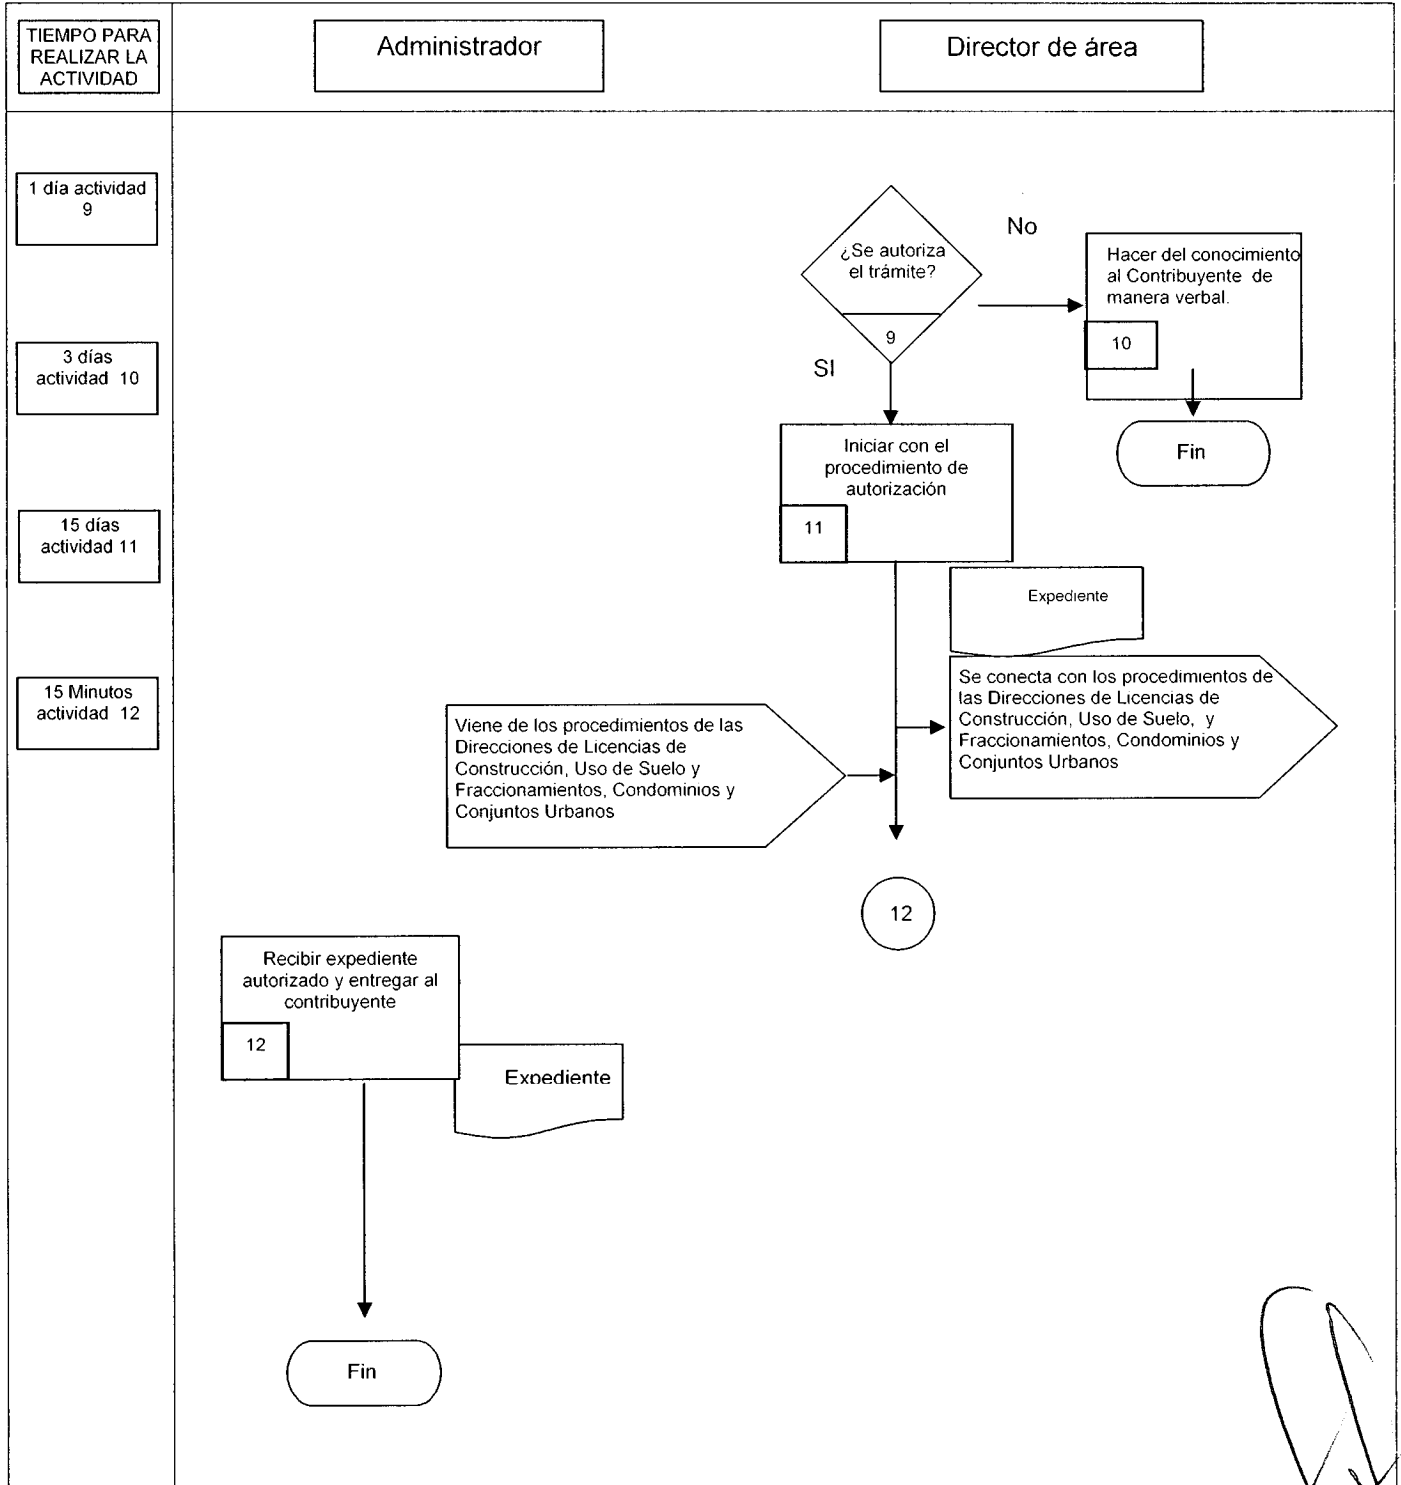 TIEMPO PARA
REALIZAR LA
ACTIVIDAD
Administrador
Director de área
1 día actividad
9
¿Se autoriza
el trámite?
9
No
Hacer del conocimiento
al Contribuyente de
manera verbal.
10
3 días
actividad 10
SI
Fin
Iniciar con el
procedimiento de
autorización
11
15 días
actividad 11
Expediente
15 Minutos
actividad 12
Viene de los procedimientos de las
Direcciones de Licencias de
Construcción, Uso de Suelo y
Fraccionamientos, Condominios y
Conjuntos Urbanos
Se conecta con los procedimientos de
las Direcciones de Licencias de
Construcción, Uso de Suelo, y
Fraccionamientos, Condominios y
Conjuntos Urbanos
12
Recibir expediente
autorizado y entregar al
contribuyente
12
Expediente
Fin